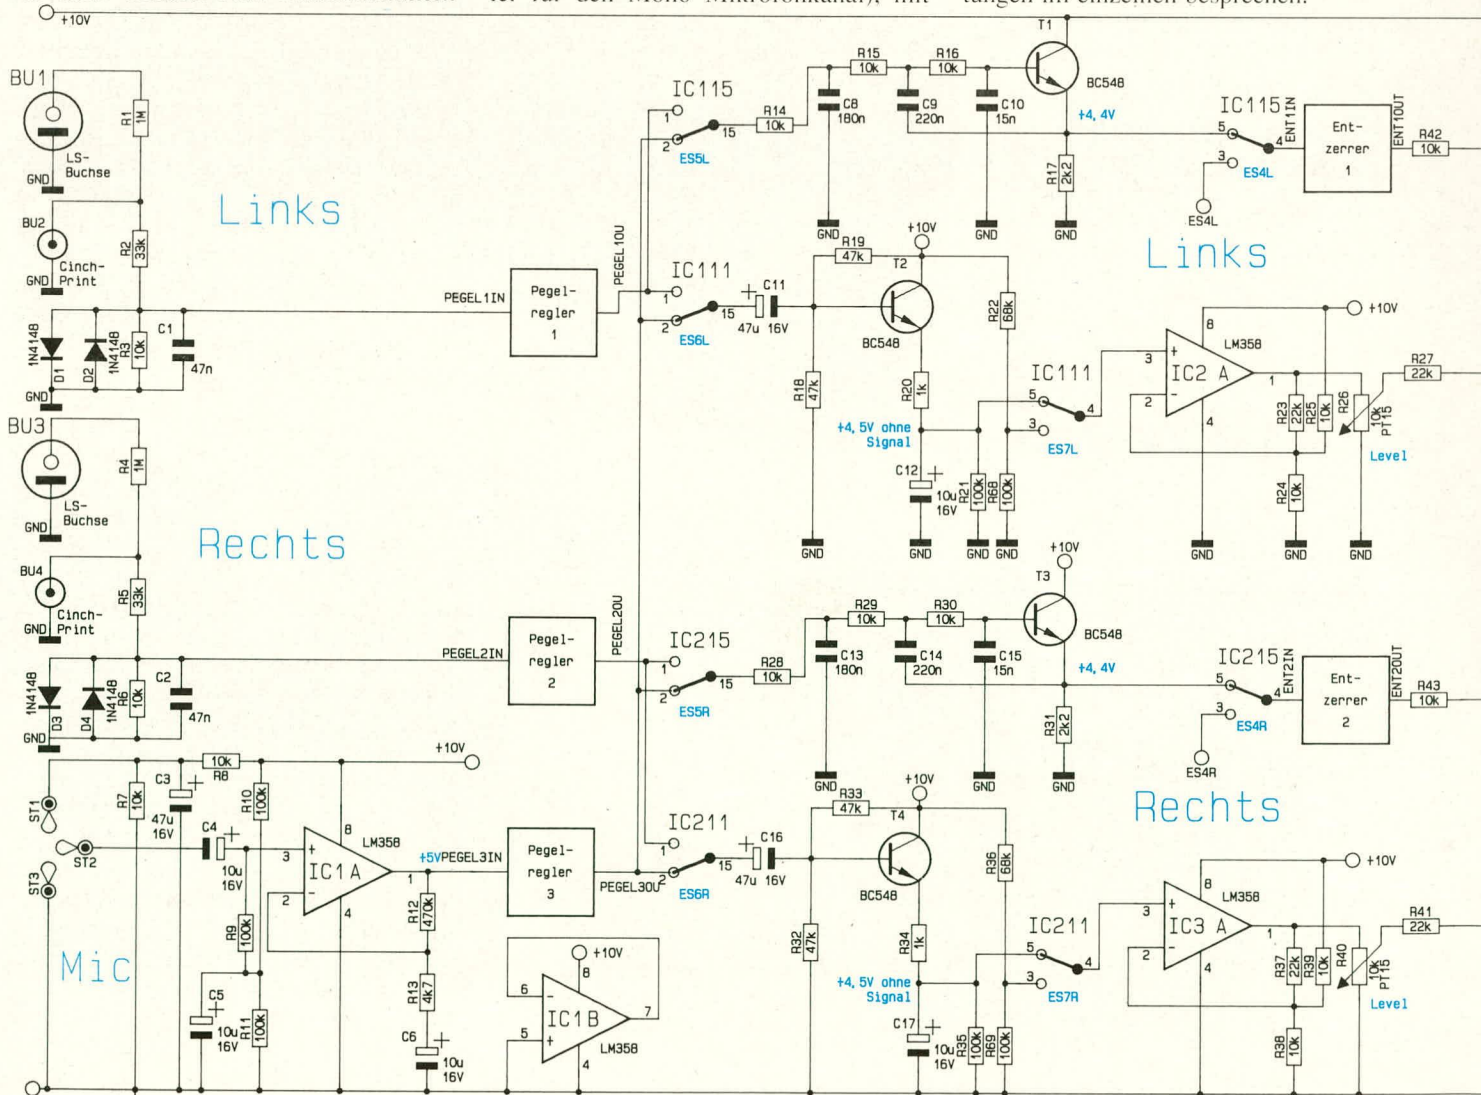 ler für den Mono-Mikrofonkanal), mit
tungen im einzelnen besprechen.
+10V
BU1
LS-
Buchse
GND
R1
1M
BU2
Cinch-
Print
GND
R2
33k
Links
1N4148
D1
D2
1N4148
R3
10k
C1
47n
GND
PEGEL1IN
Pegel-
regler
1
PEGEL1OU
IC115
1
2
15
ES5L
R14
10k
C8
180n
GND
R15
10k
C9
220n
R16
10k
C10
15n
GND
T1
BC548
+4,4V
R17
2k2
GND
IC115
5
4
3
ES4L
ES4L
ENT1IN
Ent-
zerrer
1
ENT1OUT
R42
10k
Links
IC111
1
2
15
ES6L
C11
+
47u
16V
R18
47k
GND
R19
47k
+10V
T2
BC548
R20
1k
+4,5V ohne
Signal
C12
+
10u
16V
GND
R21
100k
GND
R22
68k
R68
100k
GND
IC111
5
4
3
ES7L
3
+
2
-
IC2 A
8
LM358
1
4
GND
+10V
R23
22k
R25
10k
R24
10k
GND
R26
10k
PT15
Level
GND
R27
22k
BU3
LS-
Buchse
GND
R4
1M
BU4
Cinch-
Print
GND
R5
33k
Rechts
1N4148
D3
D4
1N4148
R6
10k
C2
47n
GND
PEGEL2IN
Pegel-
regler
2
PEGEL2OU
IC215
1
2
15
ES5R
R28
10k
C13
180n
GND
R29
10k
C14
220n
R30
10k
C15
15n
GND
T3
+10V
BC548
+4,4V
R31
2k2
GND
IC215
5
4
3
ES4R
ES4R
ENT2IN
Ent-
zerrer
2
ENT2OUT
R43
10k
Rechts
ST1
ST2
ST3
Mic
R7
10k
C3
+
47u
16V
R8
10k
+10V
C4
+
10u
16V
R10
100k
R9
100k
C5
+
10u
16V
R11
100k
3
+
2
-
IC1A
8
LM358
1
4
+5V
PEGEL3IN
R12
470k
R13
4k7
C6
+
10u
16V
Pegel-
regler
3
PEGEL3OU
+10V
6
-
5
+
8
IC1B
7
LM358
4
IC211
1
2
15
ES6R
C16
+
47u
16V
R32
47k
R33
47k
+10V
T4
BC548
R34
1k
+4,5V ohne
Signal
C17
+
10u
16V
R35
100k
R36
68k
R69
100k
IC211
5
4
3
ES7R
3
+
2
-
IC3 A
8
LM358
1
4
+10V
R37
22k
R39
10k
R38
10k
R40
10k
PT15
Level
R41
22k